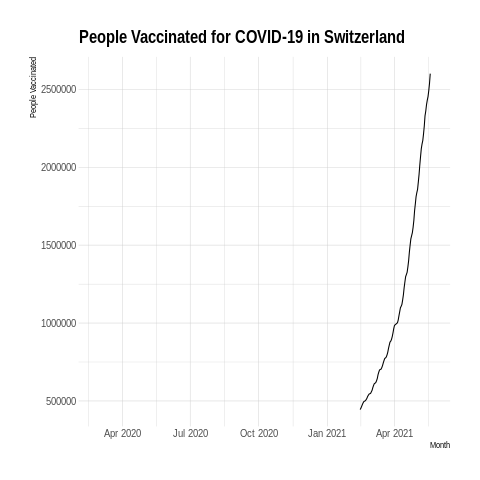 People Vaccinated for COVID-19 in Switzerland
People Vaccinated
2500000
2000000
1500000
1000000
500000
Apr 2020 Jul 2020 Oct 2020 Jan 2021 Apr 2021
Month